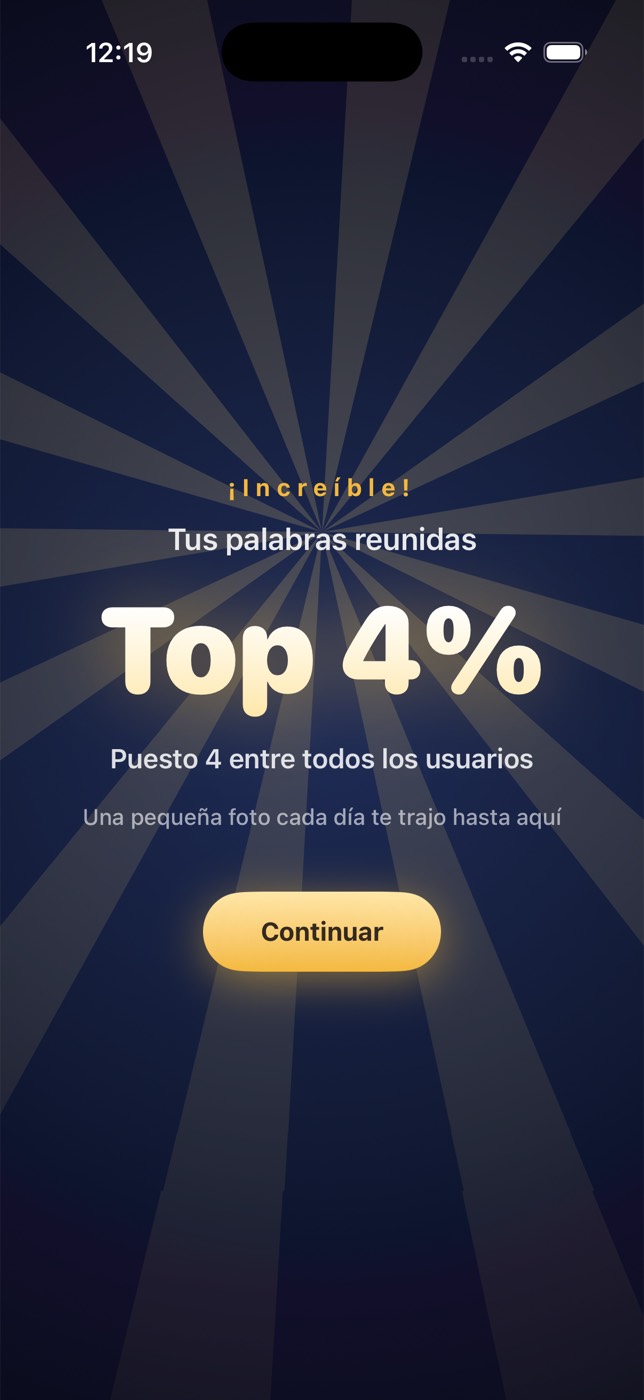 12:19
¡Increíble!
Tus palabras reunidas
Top 4%
Puesto 4 entre todos los usuarios
Una pequeña foto cada día te trajo hasta aquí
Continuar